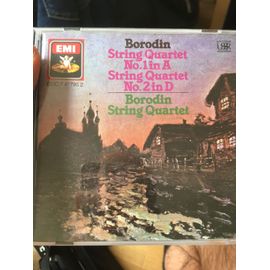 EMI
Borodin
String Quartet
No.1 in A
String Quartet
No.2 in D
Borodin
String Quartet